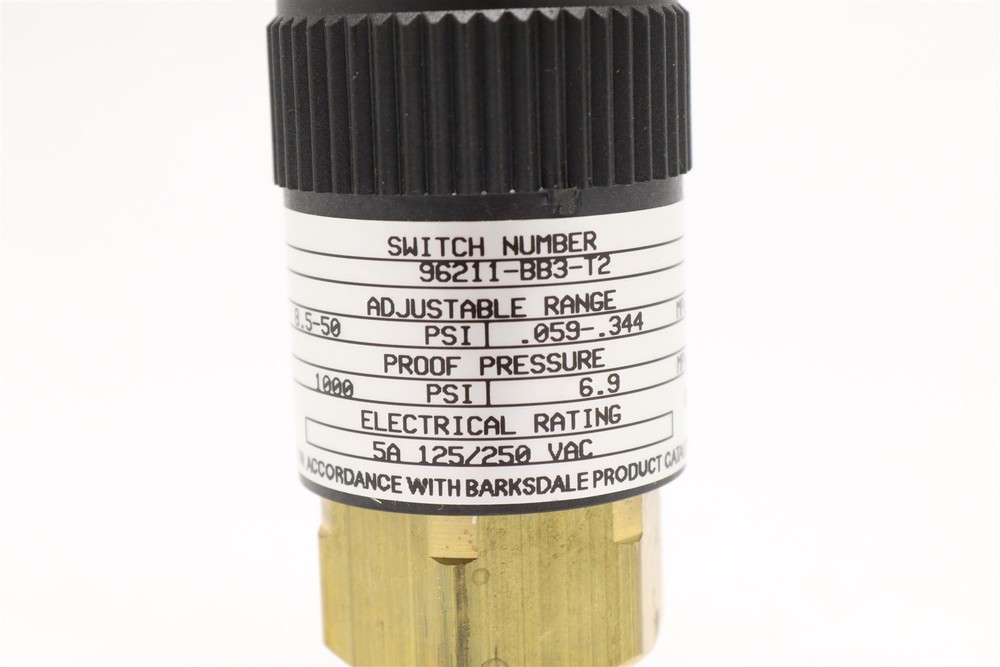 SWITCH NUMBER
96211-BB3-T2
ADJUSTABLE RANGE
8.5-50 PSI .059-.344
PROOF PRESSURE
1000 PSI 6.9
ELECTRICAL RATING
5A 125/250 VAC
ACCORDANCE WITH BARKSDALE PRODUCT